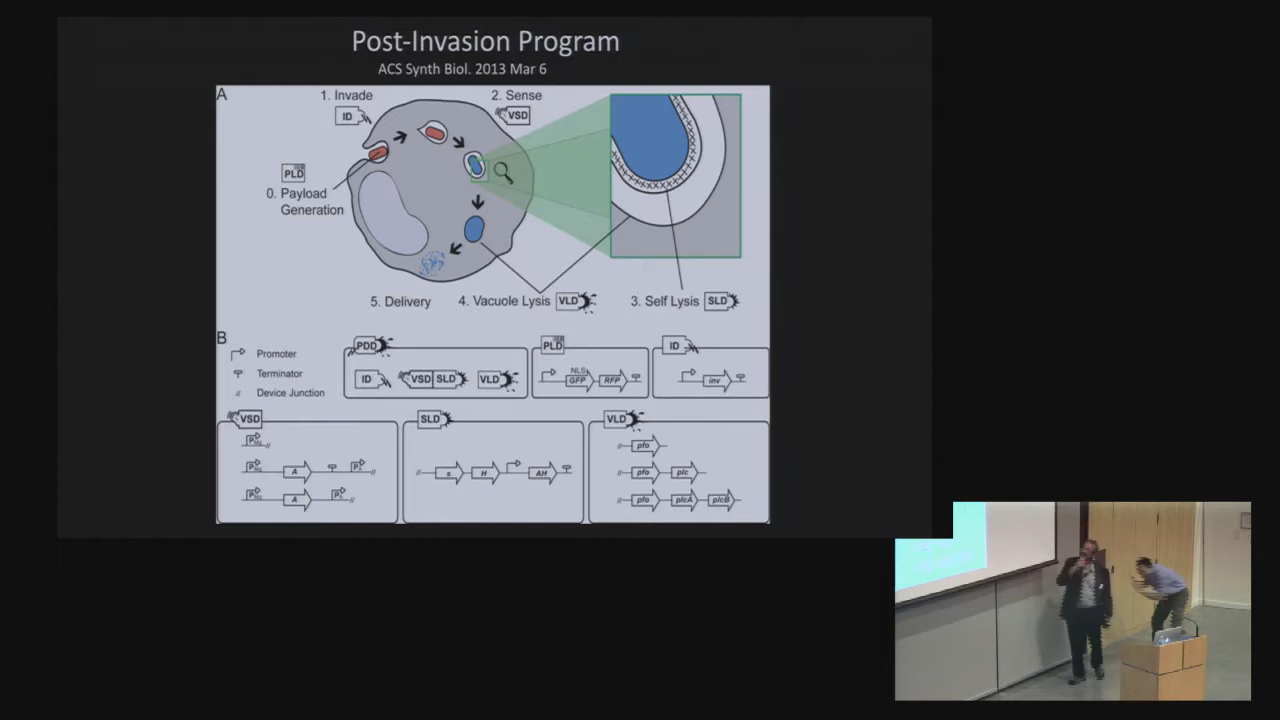 Post-Invasion Program
ACS Synth Biol. 2013 Mar 6
A
1. Invade
ID
2. Sense
VSD
PLD
0. Payload
Generation
5. Delivery
4. Vacuole Lysis VLD
3. Self Lysis SLD
B
Promoter
Terminator
Device Junction
PDD
ID VSD SLD VLD
PLD
NLS
GFP RFP
ID
inv
VSD
A
A
SLD
s H AH
VLD
pfo
pfo plc
pfo plcA plcB